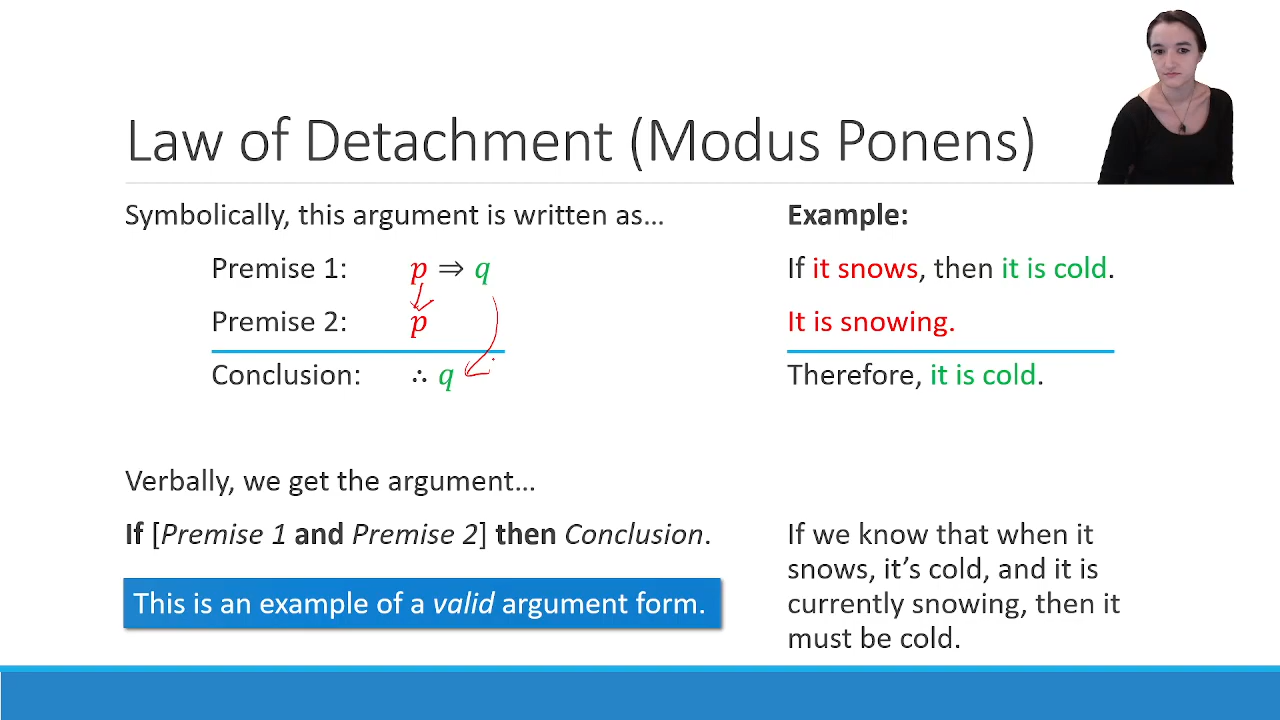 Law of Detachment (Modus Ponens)
Symbolically, this argument is written as…
Premise 1: p ⇒ q
Premise 2: p
Conclusion: ∴ q
Example:
If it snows, then it is cold.
It is snowing.
Therefore, it is cold.
Verbally, we get the argument…
If [Premise 1 and Premise 2] then Conclusion.
This is an example of a valid argument form.
If we know that when it
snows, it’s cold, and it is
currently snowing, then it
must be cold.